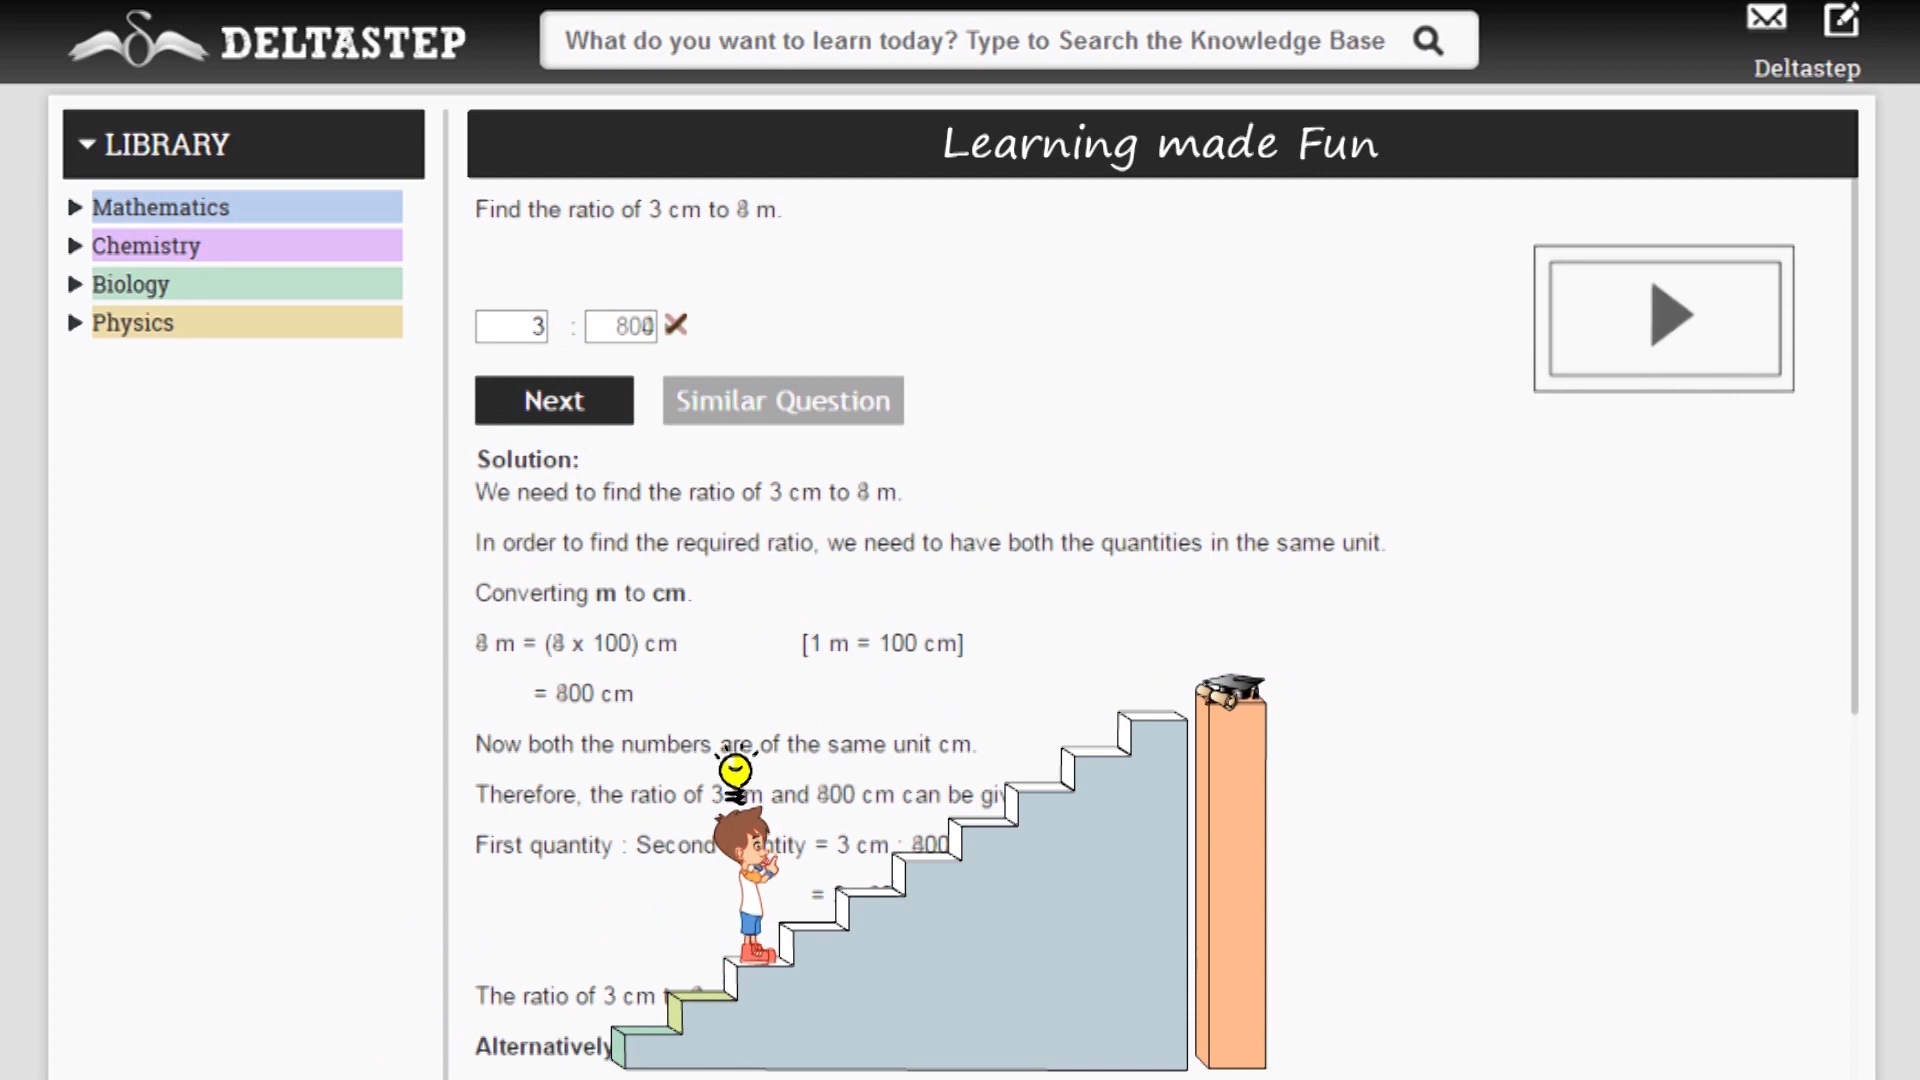 DELTASTEP
What do you want to learn today? Type to Search the Knowledge Base
Deltastep
LIBRARY
Mathematics
Chemistry
Biology
Physics
Learning made Fun
Find the ratio of 3 cm to 8 m.
3 : 800
Next
Similar Question
Solution:
We need to find the ratio of 3 cm to 8 m.
In order to find the required ratio, we need to have both the quantities in the same unit.
Converting m to cm.
8 m = (8 x 100) cm [1 m = 100 cm]
= 800 cm
Now both the numbers are of the same unit cm.
Therefore, the ratio of 3 and 800 cm can be
First quantity : Second = 3 cm : 800
=
The ratio of 3 cm
Alternatively